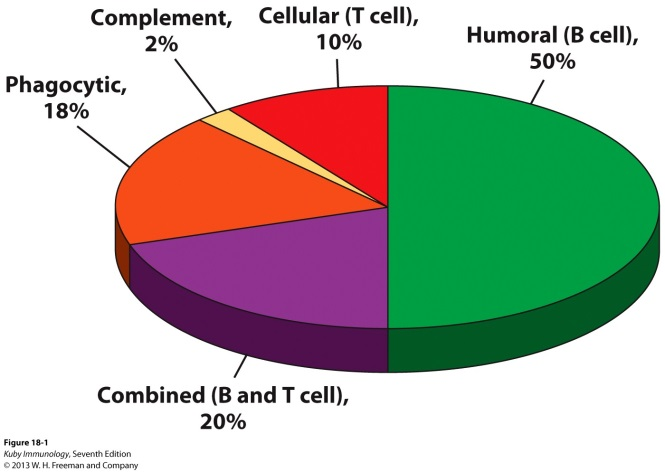 Complement,
2%
Cellular (T cell),
10%
Humoral (B cell),
50%
Phagocytic,
18%
Combined (B and T cell),
20%
Figure 18-1
Kuby Immunology, Seventh Edition
© 2013 W. H. Freeman and Company